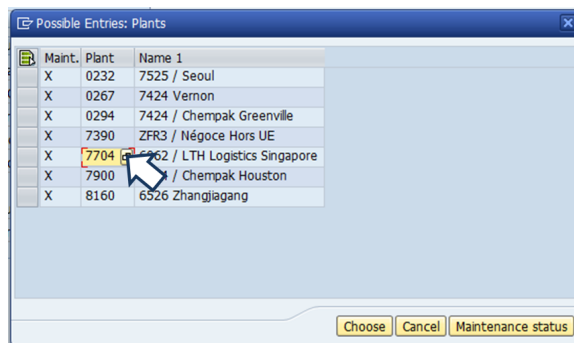 Possible Entries: Plants
Maint. Plant Name 1
X 0232 7525 / Seoul
X 0267 7424 Vernon
X 0294 7424 / Chempak Greenville
X 7390 ZFR3 / Négoce Hors UE
X 7704 / LTH Logistics Singapore
X 7900 / Chempak Houston
X 8160 6526 Zhangjiagang
Choose Cancel Maintenance status